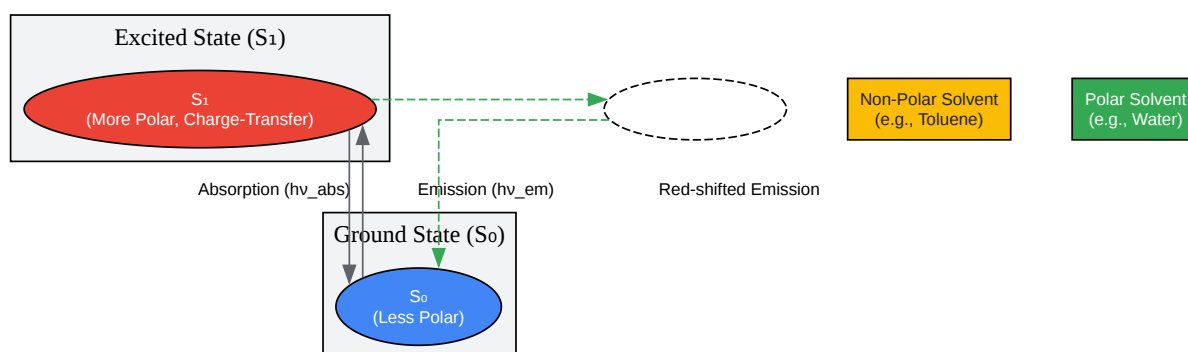 Excited State (S₁)
S₁
(More Polar, Charge-Transfer)
Non-Polar Solvent
(e.g., Toluene)
Polar Solvent
(e.g., Water)
Absorption (hν_abs)
Emission (hν_em)
Red-shifted Emission
Ground State (S₀)
S₀
(Less Polar)